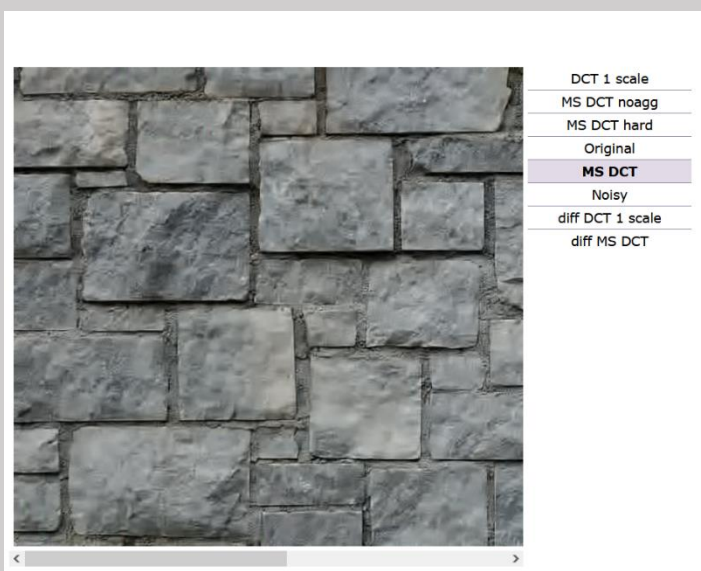 DCT 1 scale
MS DCT noagg
MS DCT hard
Original
MS DCT
Noisy
diff DCT 1 scale
diff MS DCT